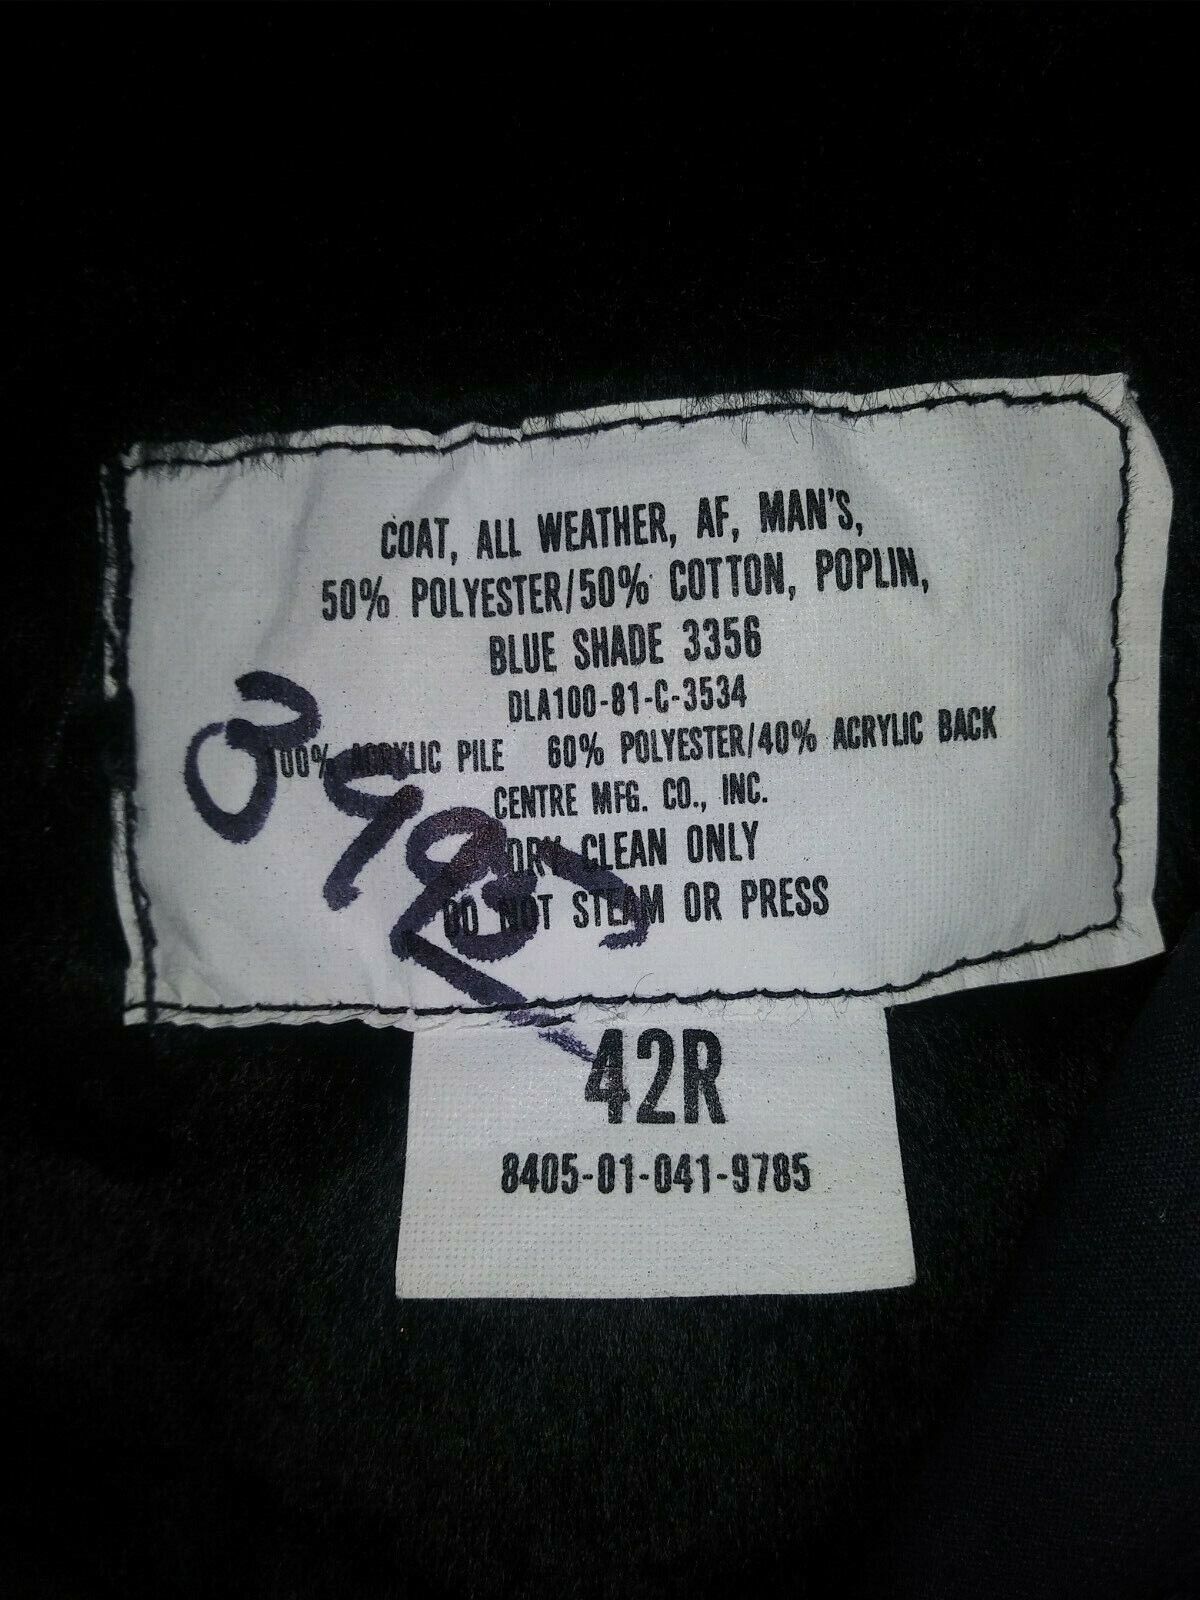 COAT, ALL WEATHER, AF, MAN'S,
50% POLYESTER/50% COTTON, POPLIN,
BLUE SHADE 3356
DLA100-81-C-3534
100% ACRYLIC PILE 60% POLYESTER/40% ACRYLIC BACK
CENTRE MFG. CO., INC.
DRY CLEAN ONLY
DO NOT STEAM OR PRESS
42R
8405-01-041-9785